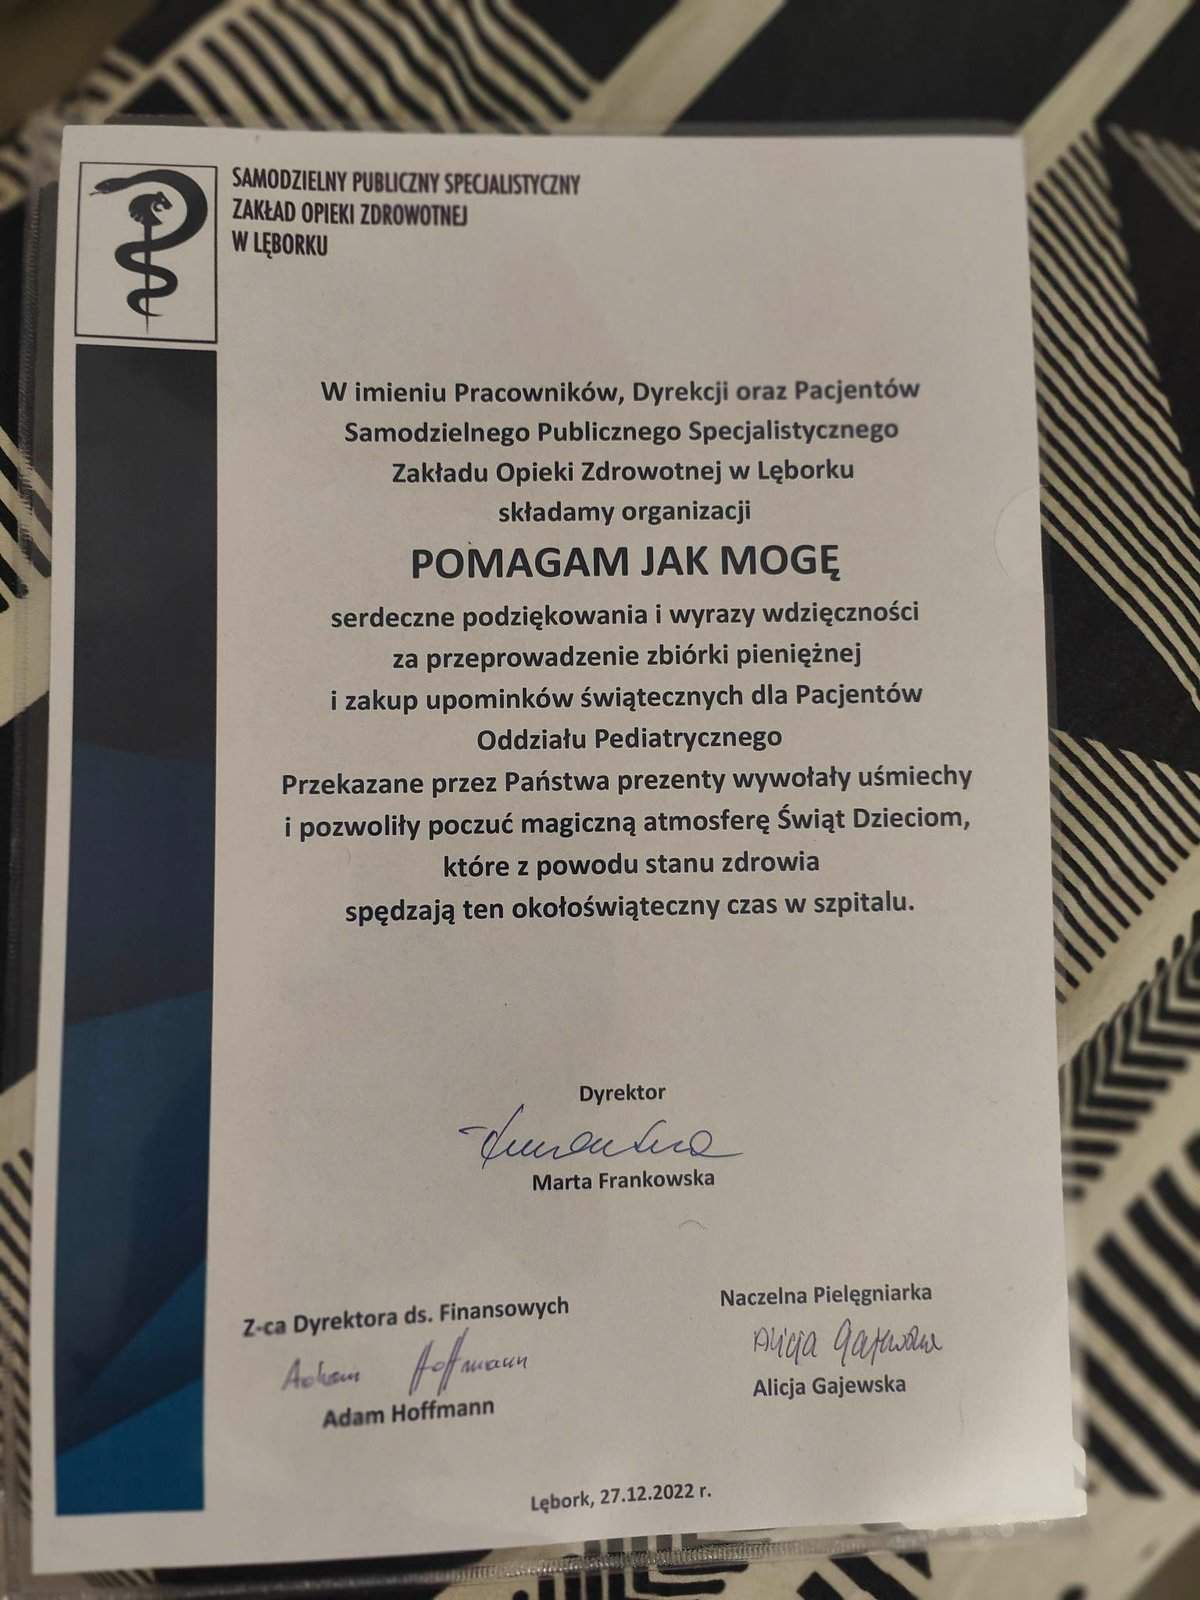 SAMODZIELNY PUBLICZNY SPECJALISTYCZNY
ZAKŁAD OPIEKI ZDROWOTNEJ
W LĘBORKU
W imieniu Pracowników, Dyrekcji oraz Pacjentów
Samodzielnego Publicznego Specjalistycznego
Zakładu Opieki Zdrowotnej w Lęborku
składamy organizacji
POMAGAM JAK MOGĘ
serdeczne podziękowania i wyrazy wdzięczności
za przeprowadzenie zbiórki pieniężnej
i zakup upominków świątecznych dla Pacjentów
Oddziału Pediatrycznego
Przekazane przez Państwa prezenty wywołały uśmiechy
i pozwoliły poczuć magiczną atmosferę Świąt Dzieciom,
które z powodu stanu zdrowia
spędzają ten okołoświąteczny czas w szpitalu.
Dyrektor
Marta Frankowska
Z-ca Dyrektora ds. Finansowych
Adam Hoffmann
Adam Hoffmann
Naczelna Pielęgniarka
Alicja Gajewska
Alicja Gajewska
Lębork, 27.12.2022 r.